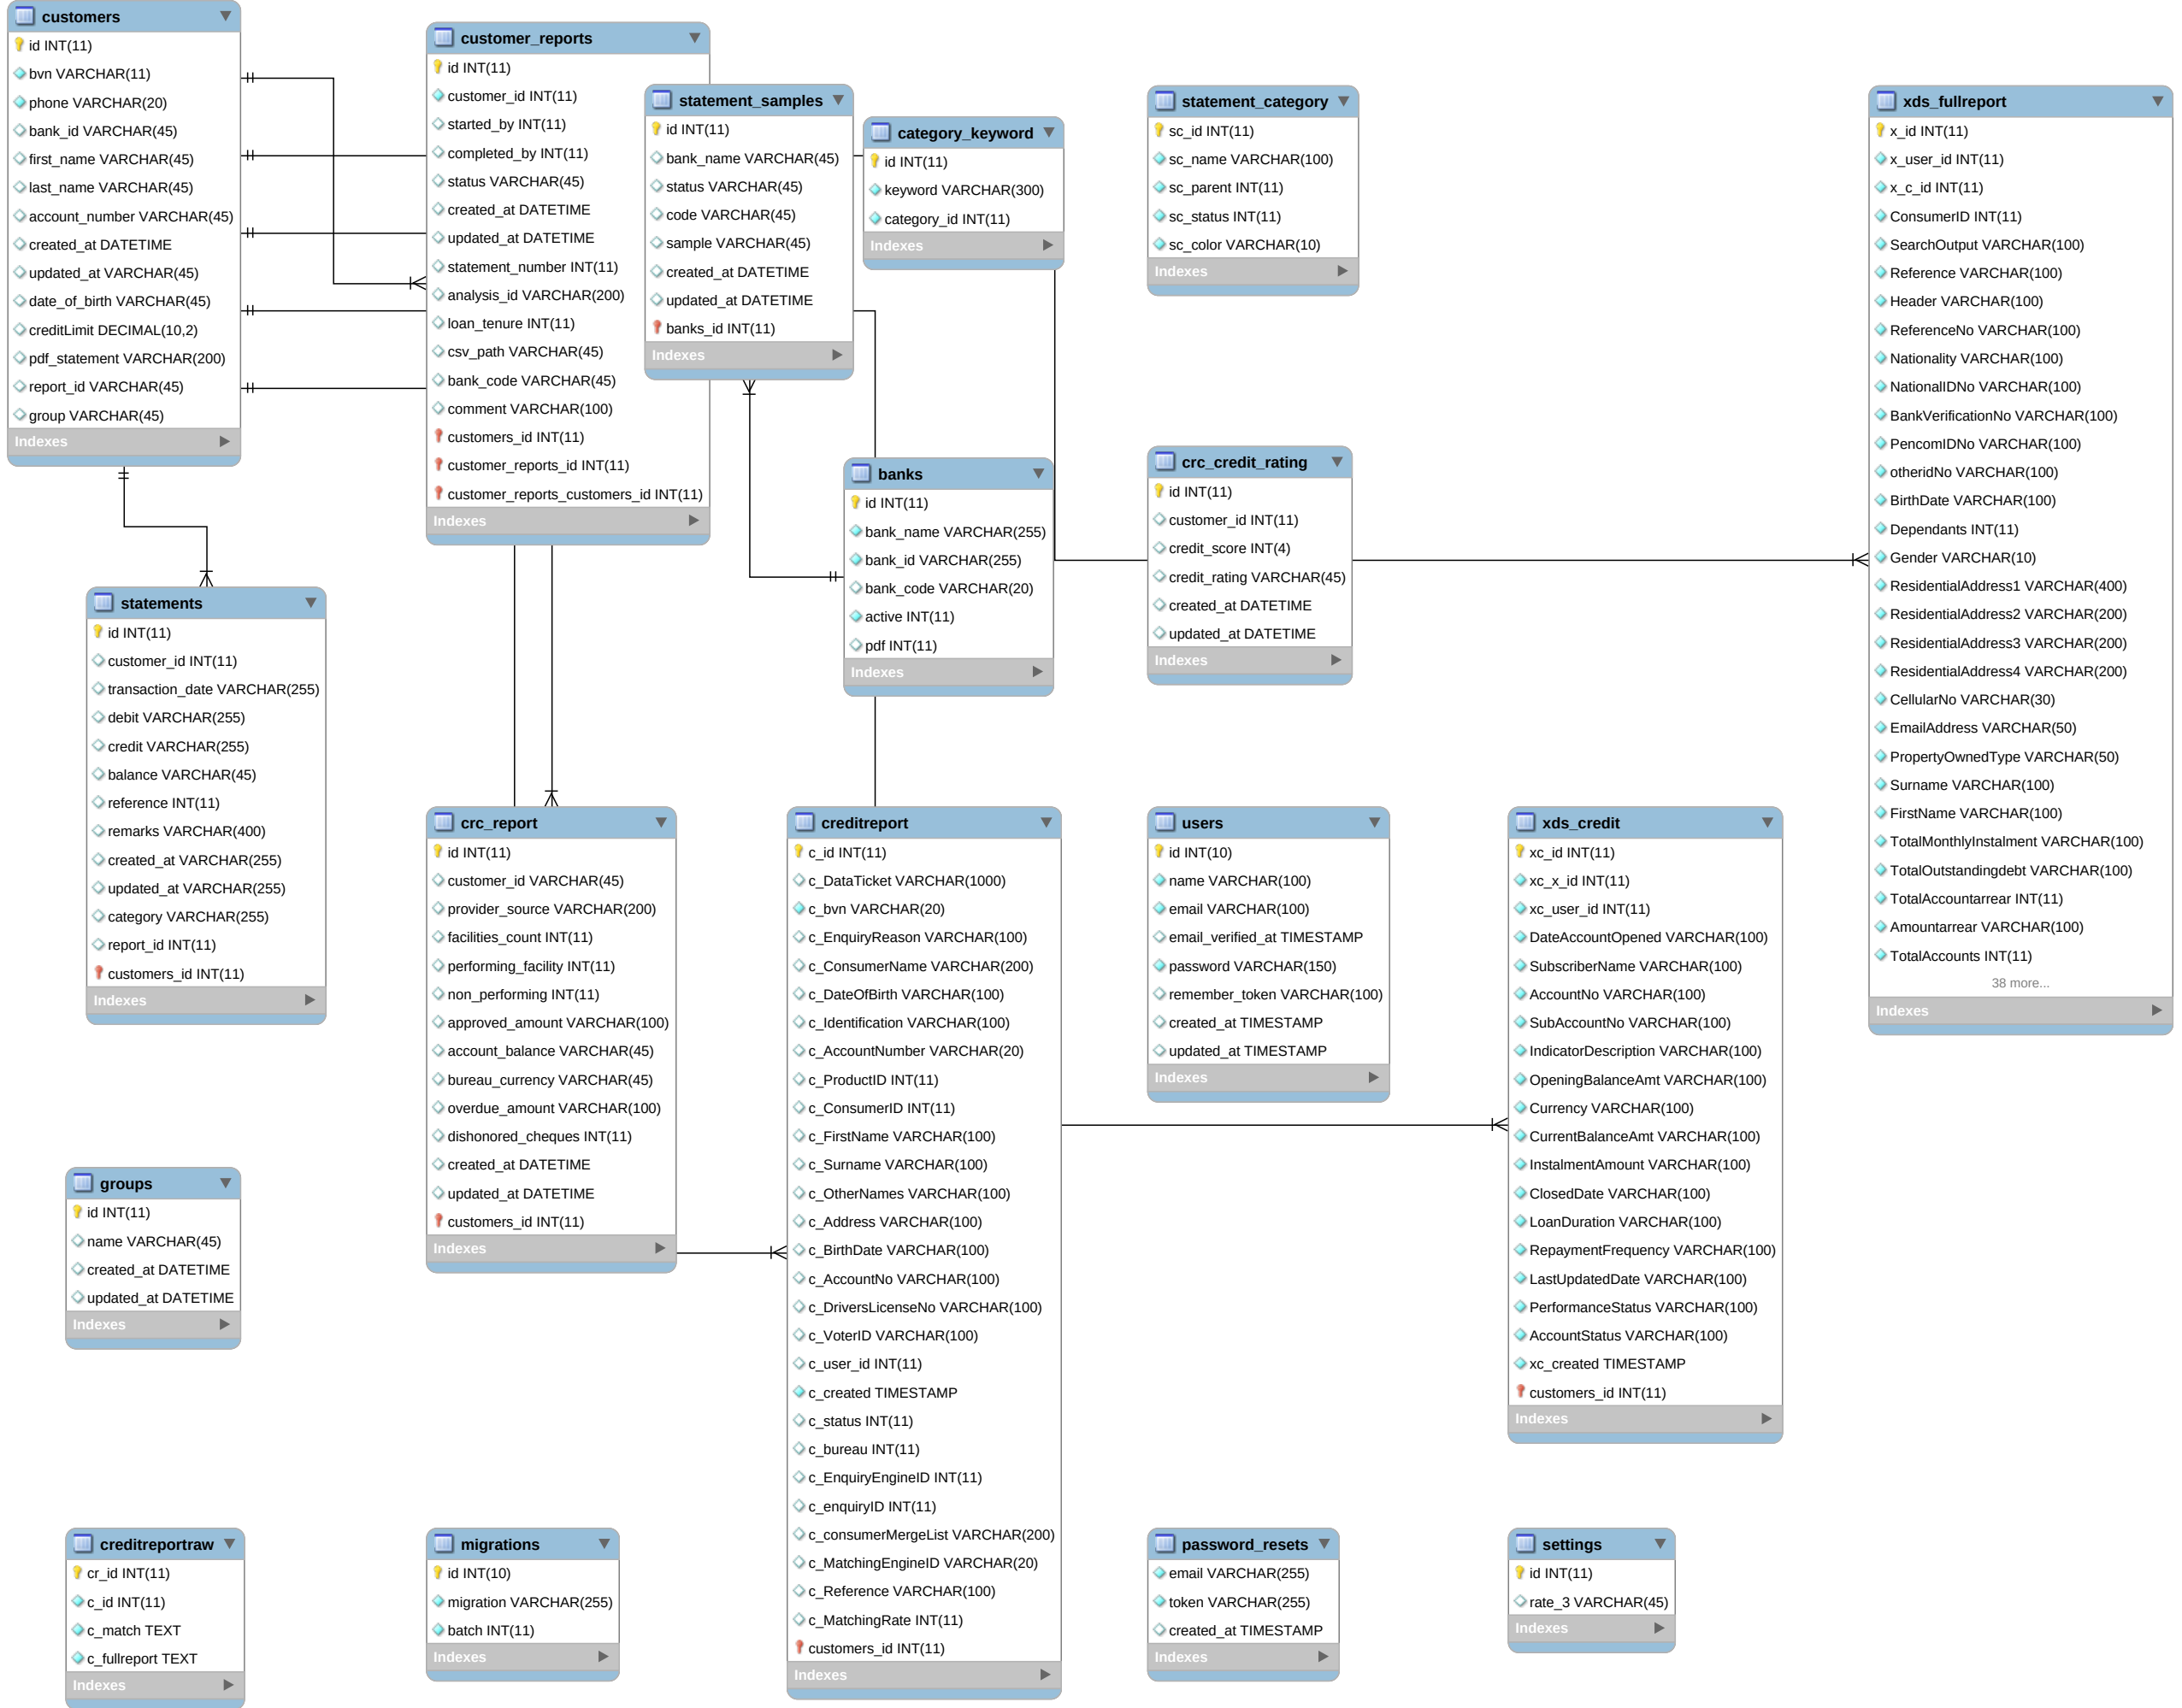 customers
id INT(11)
bvn VARCHAR(11)
phone VARCHAR(20)
bank_id VARCHAR(45)
first_name VARCHAR(45)
last_name VARCHAR(45)
account_number VARCHAR(45)
created_at DATETIME
updated_at VARCHAR(45)
date_of_birth VARCHAR(45)
creditLimit DECIMAL(10,2)
pdf_statement VARCHAR(200)
report_id VARCHAR(45)
group VARCHAR(45)
Indexes
customer_reports
id INT(11)
customer_id INT(11)
started_by INT(11)
completed_by INT(11)
status VARCHAR(45)
created_at DATETIME
updated_at DATETIME
statement_number INT(11)
analysis_id VARCHAR(200)
loan_tenure INT(11)
csv_path VARCHAR(45)
bank_code VARCHAR(45)
comment VARCHAR(100)
customers_id INT(11)
customer_reports_id INT(11)
customer_reports_customers_id INT(11)
Indexes
statement_samples
id INT(11)
bank_name VARCHAR(45)
status VARCHAR(45)
code VARCHAR(45)
sample VARCHAR(45)
created_at DATETIME
updated_at DATETIME
banks_id INT(11)
Indexes
category_keyword
id INT(11)
keyword VARCHAR(300)
category_id INT(11)
Indexes
statement_category
sc_id INT(11)
sc_name VARCHAR(100)
sc_parent INT(11)
sc_status INT(11)
sc_color VARCHAR(10)
Indexes
xds_fullreport
x_id INT(11)
x_user_id INT(11)
x_c_id INT(11)
ConsumerID INT(11)
SearchOutput VARCHAR(100)
Reference VARCHAR(100)
Header VARCHAR(100)
ReferenceNo VARCHAR(100)
Nationality VARCHAR(100)
NationalIDNo VARCHAR(100)
BankVerificationNo VARCHAR(100)
PencomIDNo VARCHAR(100)
otheridNo VARCHAR(100)
BirthDate VARCHAR(100)
Dependants INT(11)
Gender VARCHAR(10)
ResidentialAddress1 VARCHAR(400)
ResidentialAddress2 VARCHAR(200)
ResidentialAddress3 VARCHAR(200)
ResidentialAddress4 VARCHAR(200)
CellularNo VARCHAR(30)
EmailAddress VARCHAR(50)
PropertyOwnedType VARCHAR(50)
Surname VARCHAR(100)
FirstName VARCHAR(100)
TotalMonthlyInstalment VARCHAR(100)
TotalOutstandingdebt VARCHAR(100)
TotalAccountarrear INT(11)
Amountarrear VARCHAR(100)
TotalAccounts INT(11)
38 more...
Indexes
banks
id INT(11)
bank_name VARCHAR(255)
bank_id VARCHAR(255)
bank_code VARCHAR(20)
active INT(11)
pdf INT(11)
Indexes
crc_credit_rating
id INT(11)
customer_id INT(11)
credit_score INT(4)
credit_rating VARCHAR(45)
created_at DATETIME
updated_at DATETIME
Indexes
statements
id INT(11)
customer_id INT(11)
transaction_date VARCHAR(255)
debit VARCHAR(255)
credit VARCHAR(255)
balance VARCHAR(45)
reference INT(11)
remarks VARCHAR(400)
created_at VARCHAR(255)
updated_at VARCHAR(255)
category VARCHAR(255)
report_id INT(11)
customers_id INT(11)
Indexes
crc_report
id INT(11)
customer_id VARCHAR(45)
provider_source VARCHAR(200)
facilities_count INT(11)
performing_facility INT(11)
non_performing INT(11)
approved_amount VARCHAR(100)
account_balance VARCHAR(45)
bureau_currency VARCHAR(45)
overdue_amount VARCHAR(100)
dishonored_cheques INT(11)
created_at DATETIME
updated_at DATETIME
customers_id INT(11)
Indexes
creditreport
c_id INT(11)
c_DataTicket VARCHAR(1000)
c_bvn VARCHAR(20)
c_EnquiryReason VARCHAR(100)
c_ConsumerName VARCHAR(200)
c_DateOfBirth VARCHAR(100)
c_Identification VARCHAR(100)
c_AccountNumber VARCHAR(20)
c_ProductID INT(11)
c_ConsumerID INT(11)
c_FirstName VARCHAR(100)
c_Surname VARCHAR(100)
c_OtherNames VARCHAR(100)
c_Address VARCHAR(100)
c_BirthDate VARCHAR(100)
c_AccountNo VARCHAR(100)
c_DriversLicenseNo VARCHAR(100)
c_VoterID VARCHAR(100)
c_user_id INT(11)
c_created TIMESTAMP
c_status INT(11)
c_bureau INT(11)
c_EnquiryEngineID INT(11)
c_enquiryID INT(11)
c_consumerMergeList VARCHAR(200)
c_MatchingEngineID VARCHAR(20)
c_Reference VARCHAR(100)
c_MatchingRate INT(11)
customers_id INT(11)
Indexes
users
id INT(10)
name VARCHAR(100)
email VARCHAR(100)
email_verified_at TIMESTAMP
password VARCHAR(150)
remember_token VARCHAR(100)
created_at TIMESTAMP
updated_at TIMESTAMP
Indexes
xds_credit
xc_id INT(11)
xc_x_id INT(11)
xc_user_id INT(11)
DateAccountOpened VARCHAR(100)
SubscriberName VARCHAR(100)
AccountNo VARCHAR(100)
SubAccountNo VARCHAR(100)
IndicatorDescription VARCHAR(100)
OpeningBalanceAmt VARCHAR(100)
Currency VARCHAR(100)
CurrentBalanceAmt VARCHAR(100)
InstalmentAmount VARCHAR(100)
ClosedDate VARCHAR(100)
LoanDuration VARCHAR(100)
RepaymentFrequency VARCHAR(100)
LastUpdatedDate VARCHAR(100)
PerformanceStatus VARCHAR(100)
AccountStatus VARCHAR(100)
xc_created TIMESTAMP
customers_id INT(11)
Indexes
groups
id INT(11)
name VARCHAR(45)
created_at DATETIME
updated_at DATETIME
Indexes
creditreportraw
cr_id INT(11)
c_id INT(11)
c_match TEXT
c_fullreport TEXT
Indexes
migrations
id INT(10)
migration VARCHAR(255)
batch INT(11)
Indexes
password_resets
email VARCHAR(255)
token VARCHAR(255)
created_at TIMESTAMP
Indexes
settings
id INT(11)
rate_3 VARCHAR(45)
Indexes